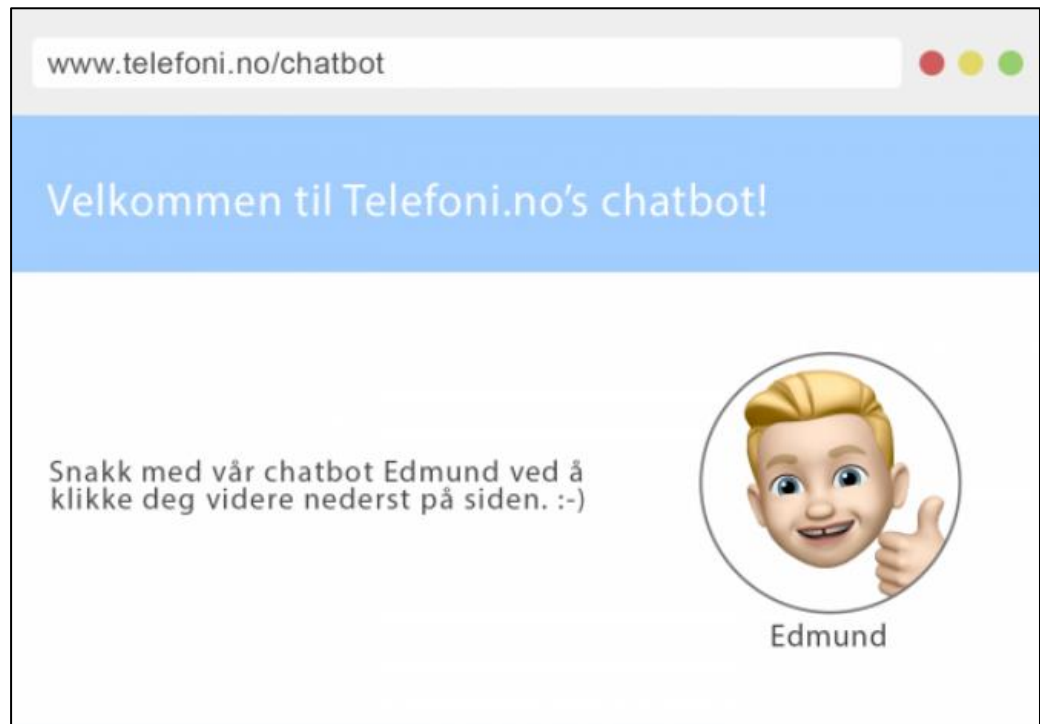 www.telefoni.no/chatbot
Velkommen til Telefoni.no’s chatbot!
Snakk med vår chatbot Edmund ved å
klikke deg videre nederst på siden. :-)
Edmund